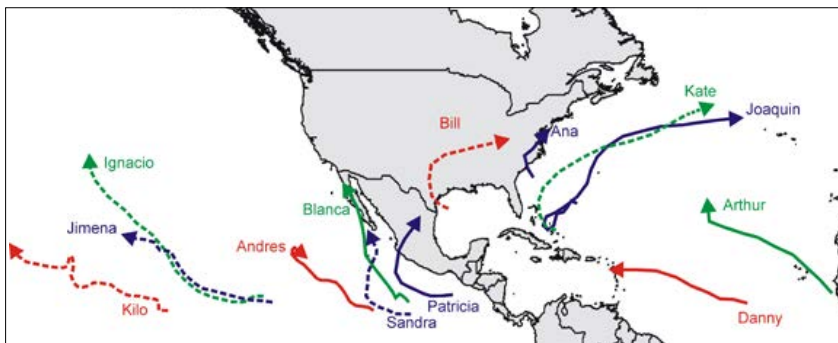 Kate
Joaquin
Bill
Ana
Ignacio
Blanca
Arthur
Jimena
Andres
Kilo
Sandra
Patricia
Danny